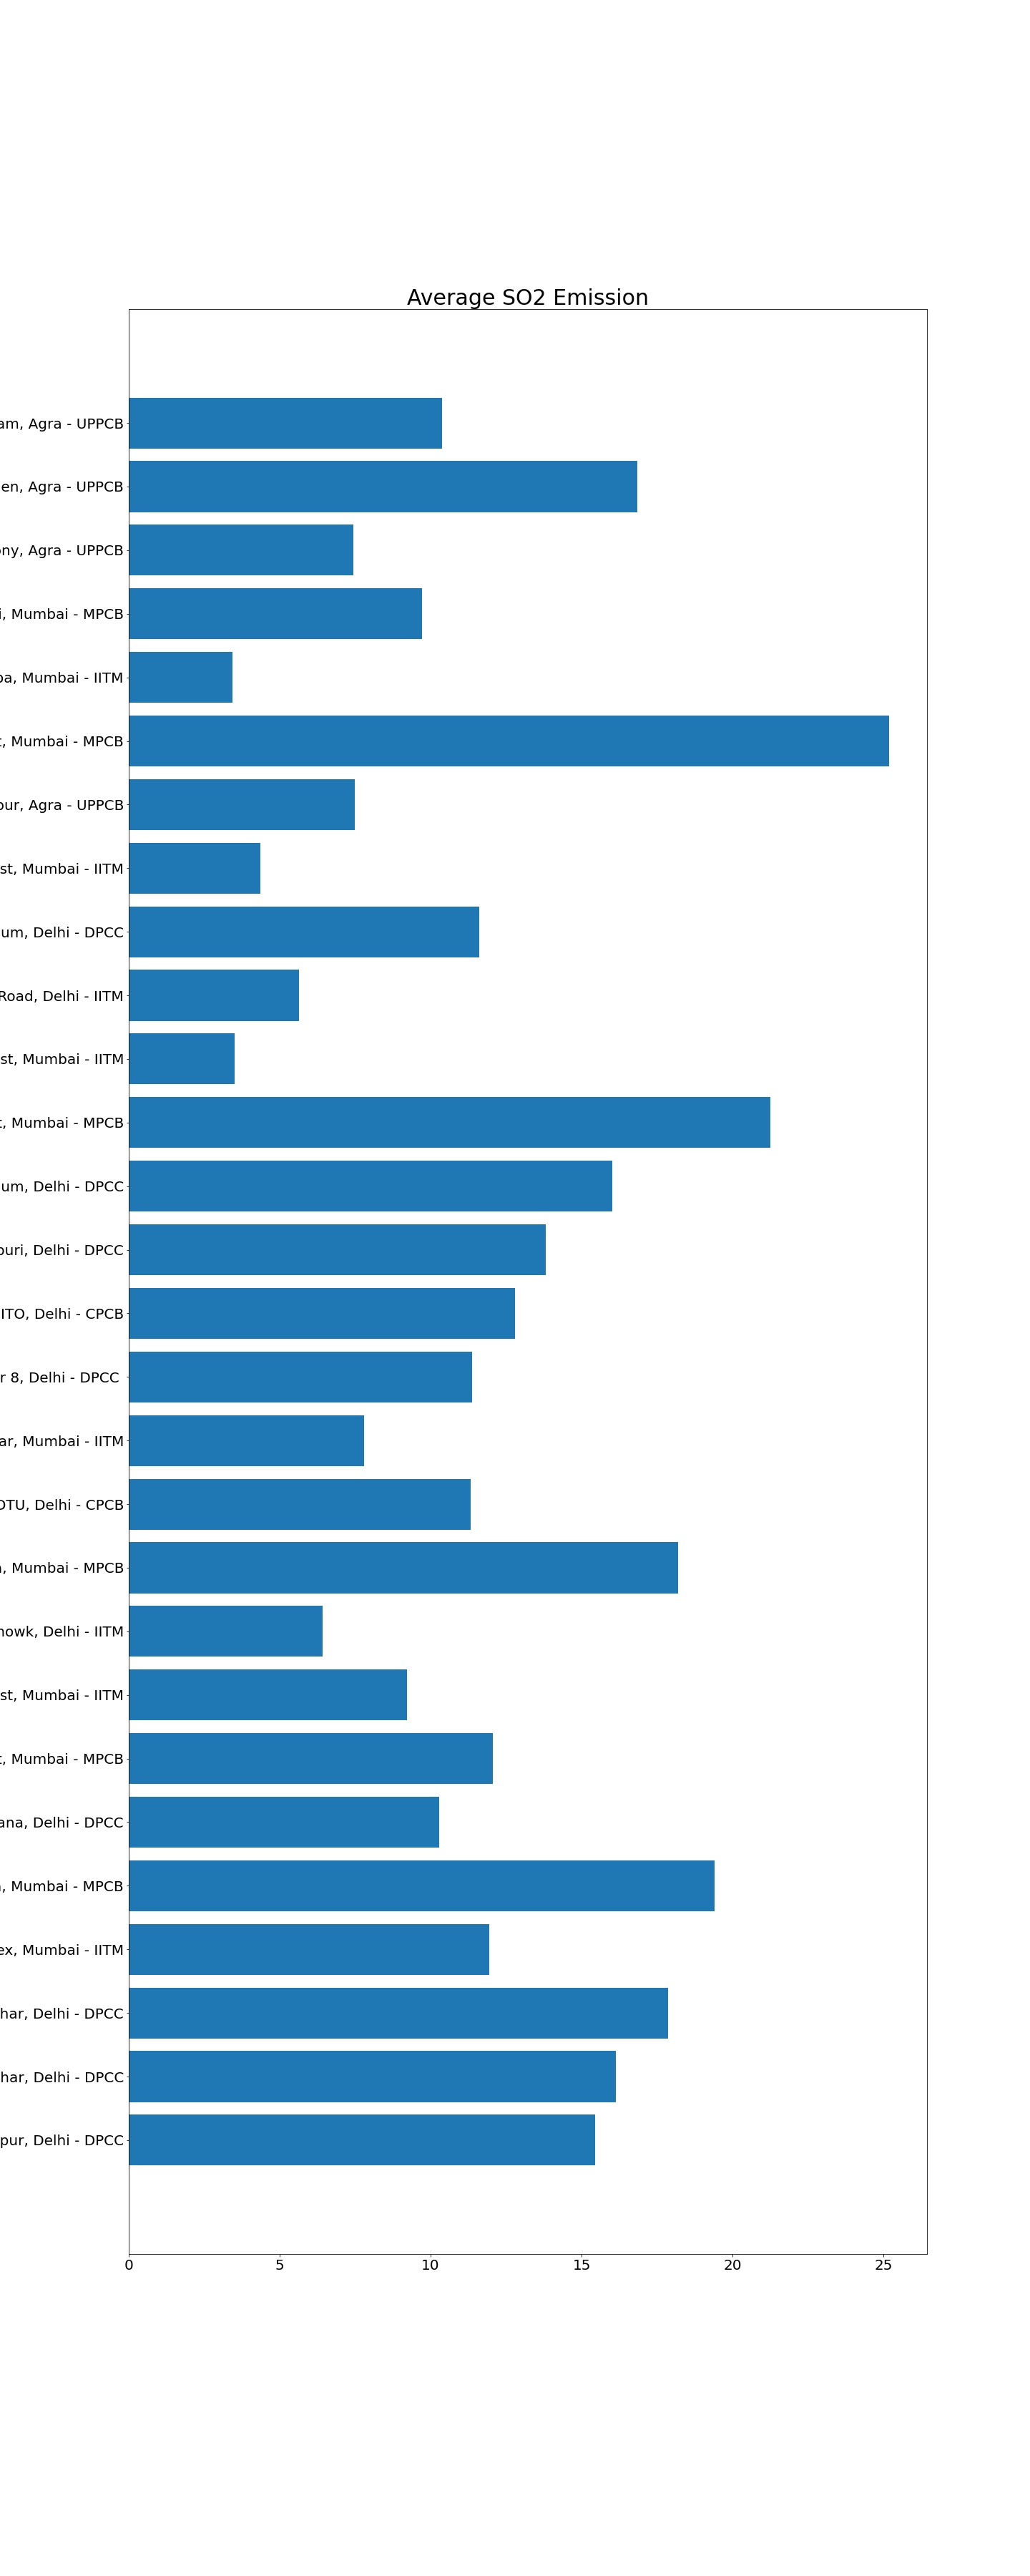 Average SO2 Emission
am, Agra - UPPCB
en, Agra - UPPCB
ony, Agra - UPPCB
i, Mumbai - MPCB
ba, Mumbai - IITM
t, Mumbai - MPCB
pur, Agra - UPPCB
st, Mumbai - IITM
um, Delhi - DPCC
Road, Delhi - IITM
st, Mumbai - IITM
t, Mumbai - MPCB
um, Delhi - DPCC
puri, Delhi - DPCC
ITO, Delhi - CPCB
r 8, Delhi - DPCC
ar, Mumbai - IITM
DTU, Delhi - CPCB
Mumbai - MPCB
howk, Delhi - IITM
st, Mumbai - IITM
t, Mumbai - MPCB
ana, Delhi - DPCC
Mumbai - MPCB
ex, Mumbai - IITM
har, Delhi - DPCC
har, Delhi - DPCC
pur, Delhi - DPCC
0 5 10 15 20 25